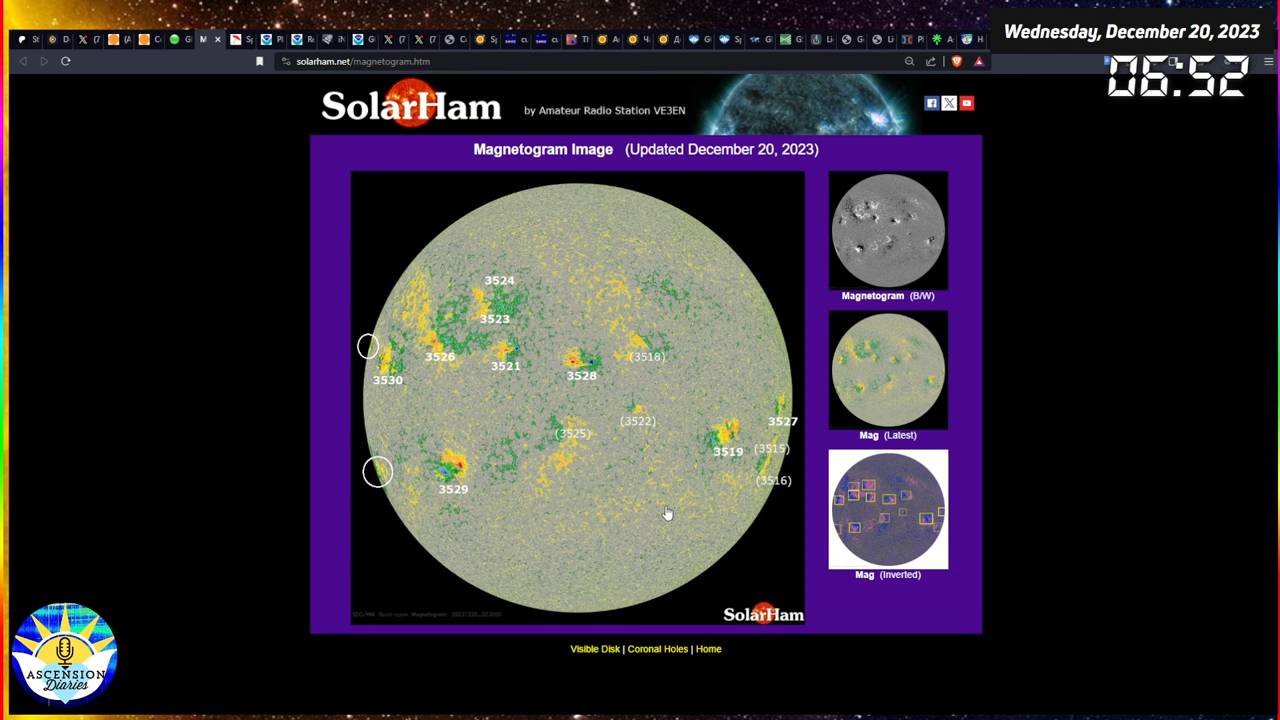 Wednesday, December 20, 2023
06:52
solarham.net/magnetogram.htm
SolarHam
by Amateur Radio Station VE3EN
Magnetogram Image (Updated December 20, 2023)
3524
3523
3526
3521
3530
3528
(3518)
(3522)
3527
(3525)
3519
(3515)
(3516)
3529
SolarHam
Magnetogram (B/W)
Mag (Latest)
Mag (Inverted)
Visible Disk | Coronal Holes | Home
ASCENSION
Diaries